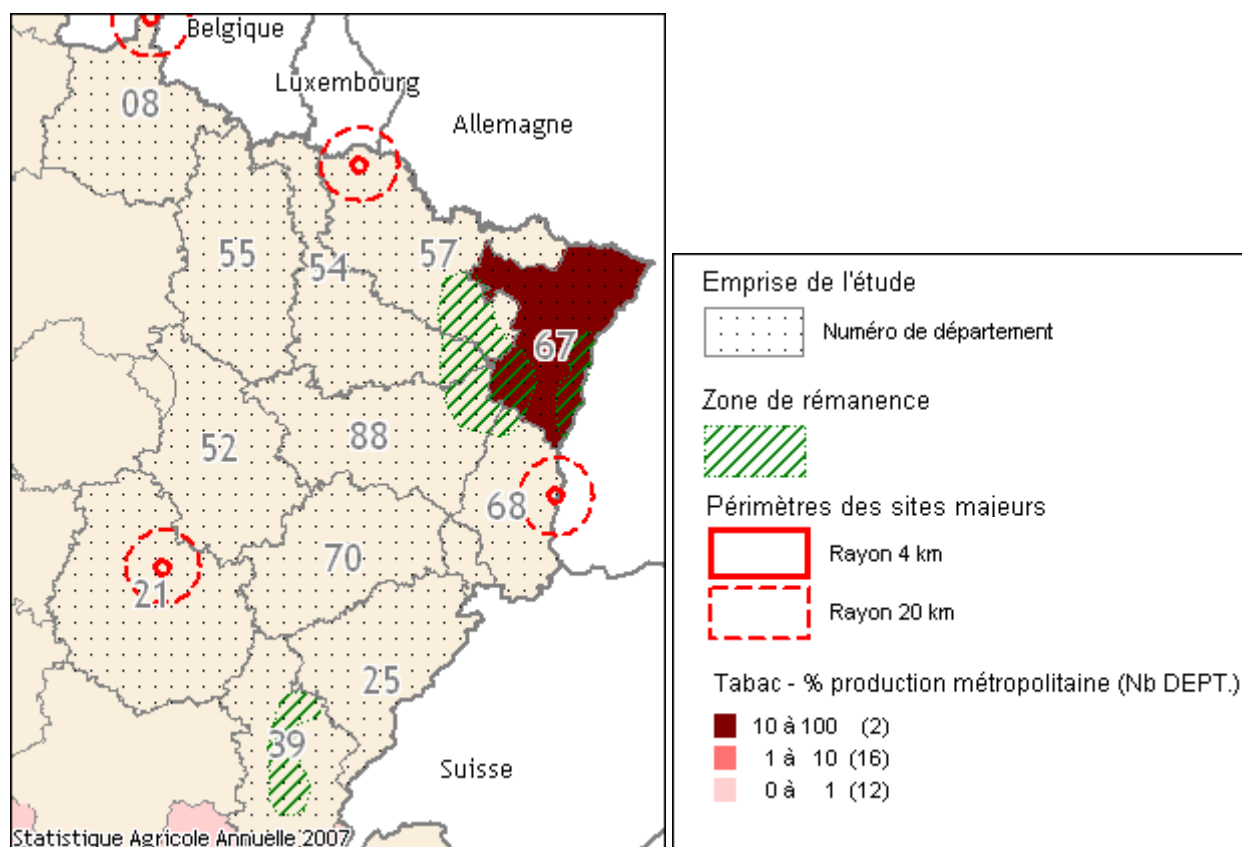 Belgique
Luxembourg
Allemagne
08
55
54
57
67
52
88
68
70
21
25
39
Suisse
Statistique Agricole Annuelle 2007
Emprise de l'étude
Numéro de département
Zone de rémanence
Périmètres des sites majeurs
Rayon 4 km
Rayon 20 km
Tabac - % production métropolitaine (Nb DEPT.)
10 à 100 (2)
1 à 10 (16)
0 à 1 (12)